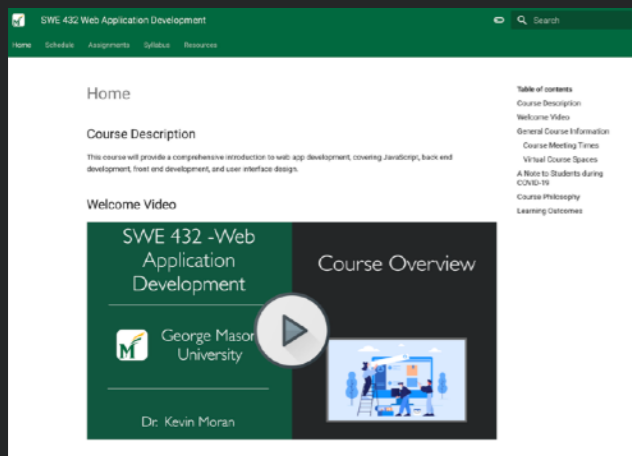 SWE 432 Web Application Development
Search
Home Schedule Assignments Syllabus Resources
Home
Course Description
This course will provide a comprehensive introduction to web app development, covering JavaScript, back end
development, front end development, and user interface design.
Welcome Video
SWE 432 -Web
Application
Development
George Mason
University
Dr. Kevin Moran
Course Overview
Table of contents
Course Description
Welcome Video
General Course Information
Course Meeting Times
Virtual Course Spaces
A Note to Students during
COVID-19
Course Philosophy
Learning Outcomes